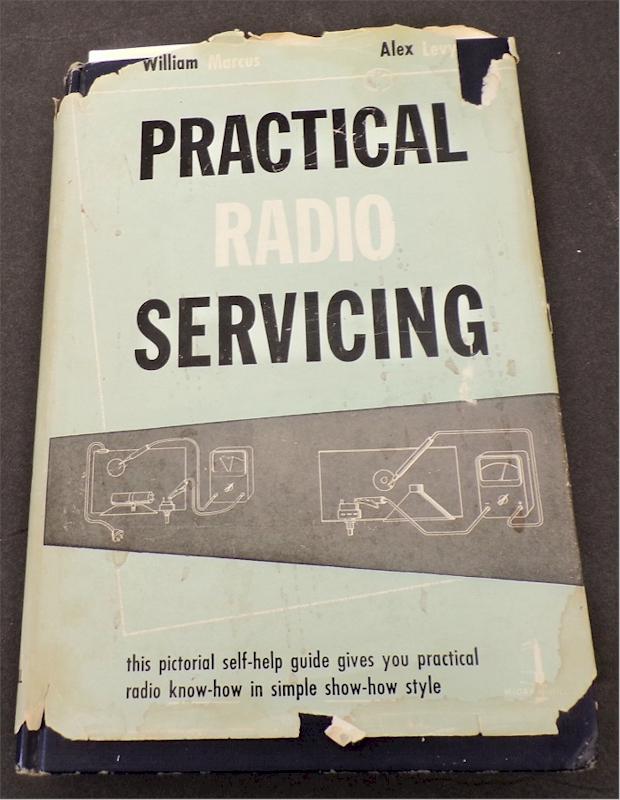 William Marcus Alex Levy
PRACTICAL
RADIO
SERVICING
this pictorial self-help guide gives you practical
radio know-how in simple show-how style